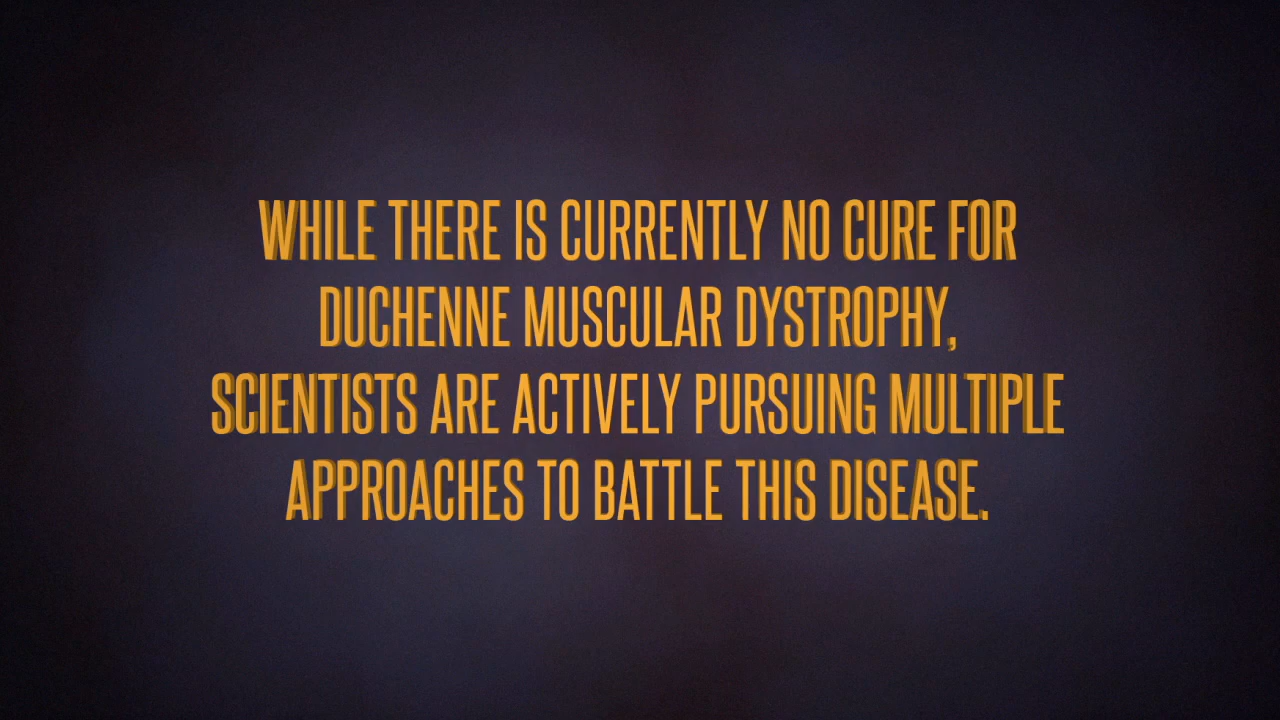 WHILE THERE IS CURRENTLY NO CURE FOR
DUCHENNE MUSCULAR DYSTROPHY,
SCIENTISTS ARE ACTIVELY PURSUING MULTIPLE
APPROACHES TO BATTLE THIS DISEASE.